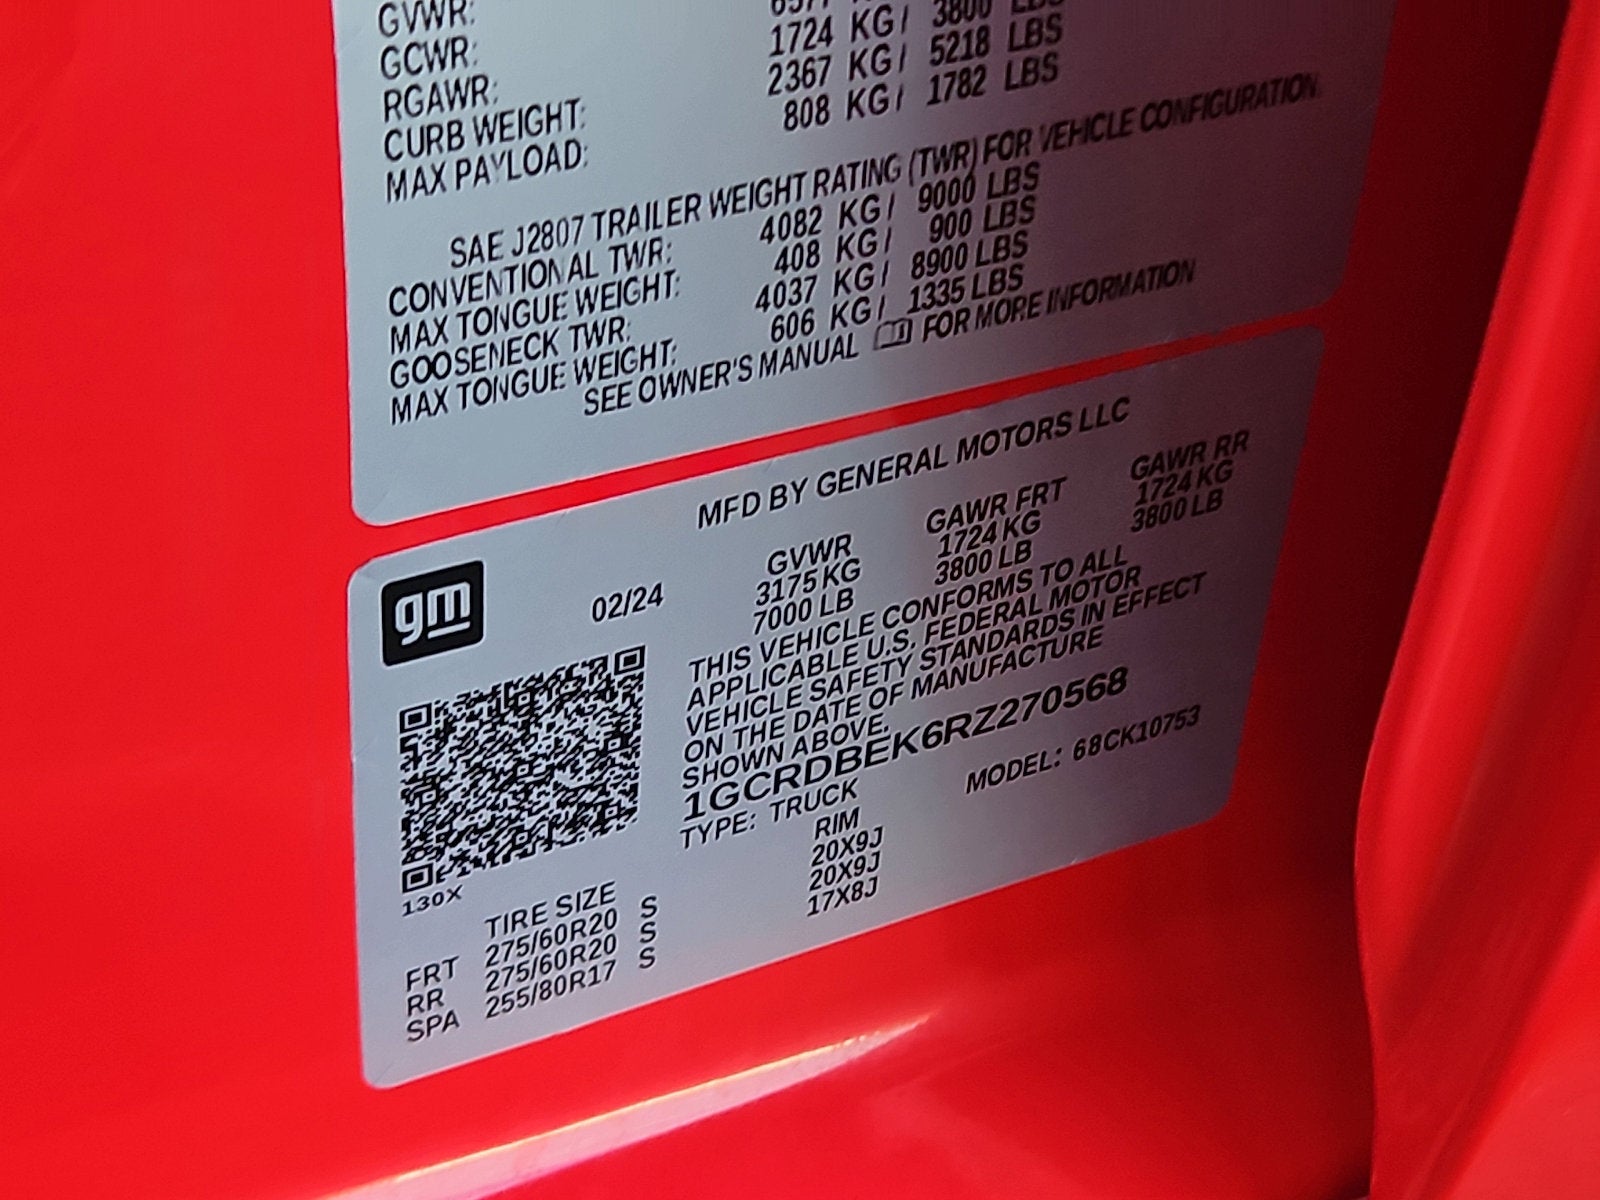 GVWR:
GCWR: 1724 KG/ 3800 LBS
RGAWR: 2367 KG/ 5218 LBS
CURB WEIGHT: 808 KG/ 1782 LBS
MAX PAYLOAD:
SAE J2807 TRAILER WEIGHT RATING (TWR) FOR VEHICLE CONFIGURATION
CONVENTIONAL TWR: 4082 KG/ 9000 LBS
MAX TONGUE WEIGHT: 408 KG/ 900 LBS
GOOSENECK TWR: 4037 KG/ 8900 LBS
MAX TONGUE WEIGHT: 606 KG/ 1335 LBS
SEE OWNER'S MANUAL FOR MORE INFORMATION
MFD BY GENERAL MOTORS LLC
gm
02/24
GVWR GAWR FRT GAWR RR
3175 KG 1724 KG 1724 KG
7000 LB 3800 LB 3800 LB
THIS VEHICLE CONFORMS TO ALL
APPLICABLE U.S. FEDERAL MOTOR
VEHICLE SAFETY STANDARDS IN EFFECT
ON THE DATE OF MANUFACTURE
SHOWN ABOVE.
1GCRDBEK6RZ270568
TYPE: TRUCK MODEL: 68CK10753
130X
TIRE SIZE RIM
FRT 275/60R20 S 20X9J
RR 275/60R20 S 20X9J
SPA 255/80R17 S 17X8J